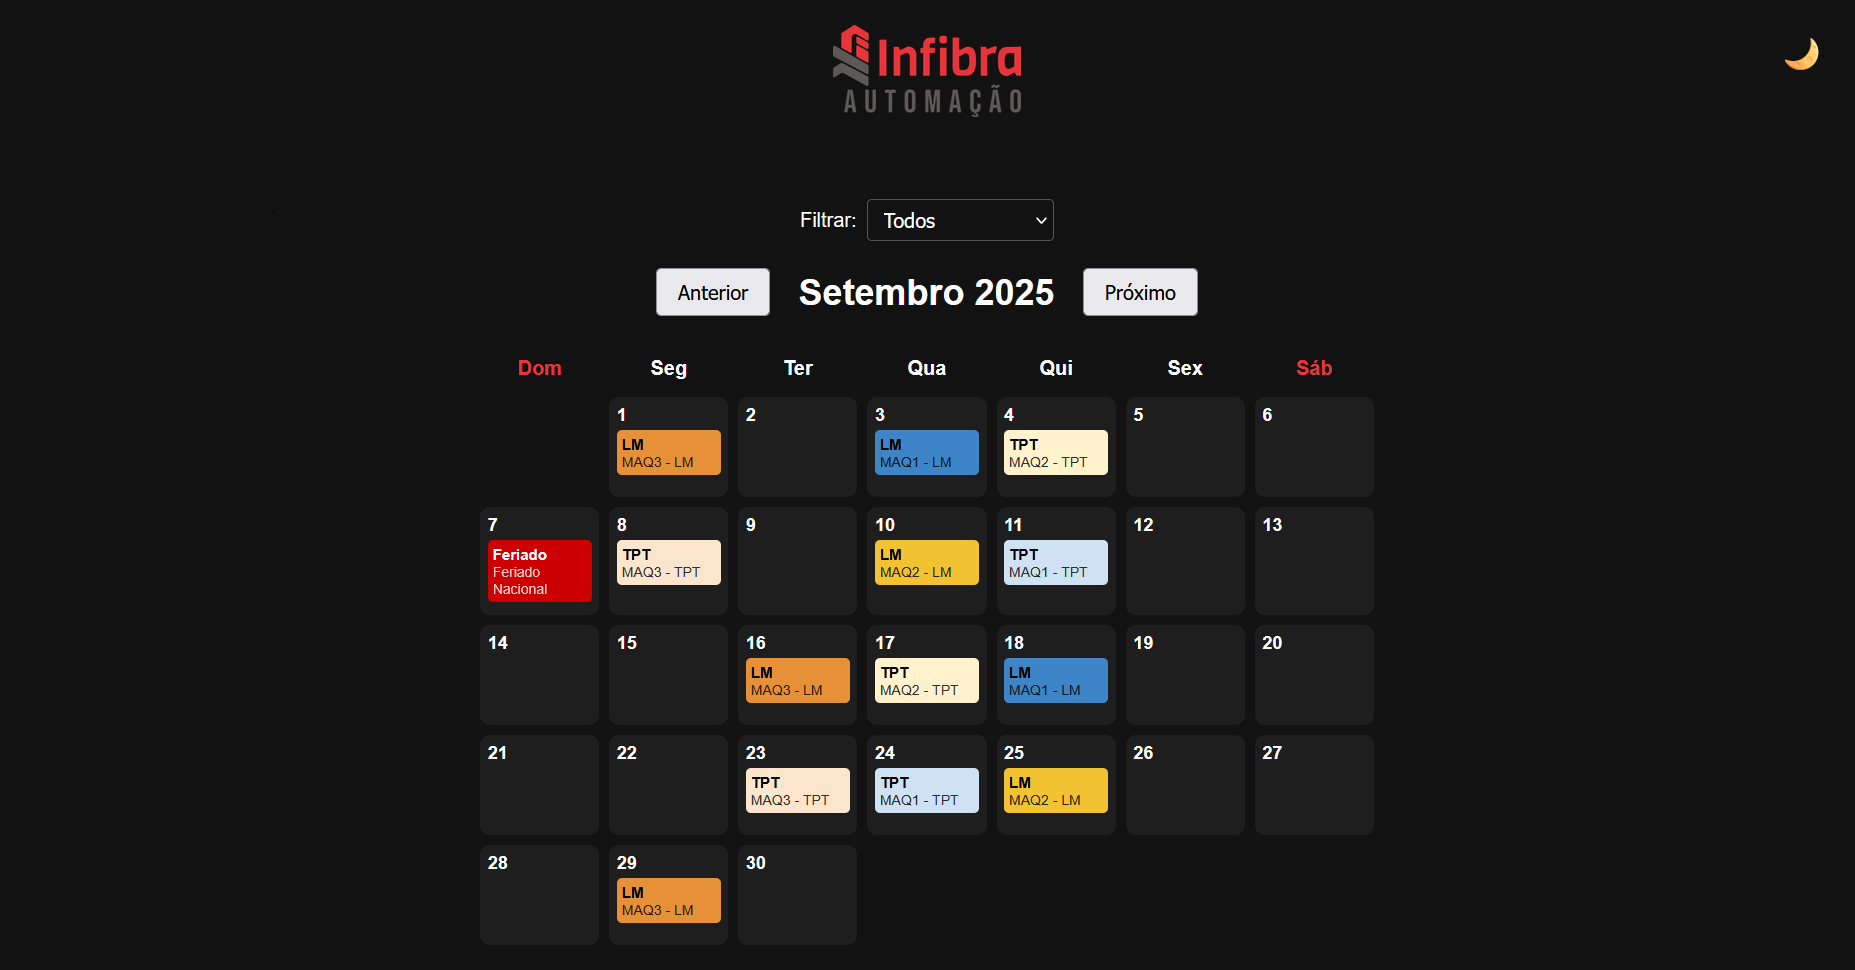 Infibra
AUTOMAÇÃO
Filtrar: Todos
Anterior Setembro 2025 Próximo
Dom Seg Ter Qua Qui Sex Sáb
1 2 3 4 5 6
LM LM TPT
MAQ3 - LM MAQ1 - LM MAQ2 - TPT
7 8 9 10 11 12 13
Feriado TPT LM TPT
Feriado MAQ3 - TPT MAQ2 - LM MAQ1 - TPT
Nacional
14 15 16 17 18 19 20
LM TPT LM
MAQ3 - LM MAQ2 - TPT MAQ1 - LM
21 22 23 24 25 26 27
TPT TPT LM
MAQ3 - TPT MAQ1 - TPT MAQ2 - LM
28 29 30
LM
MAQ3 - LM